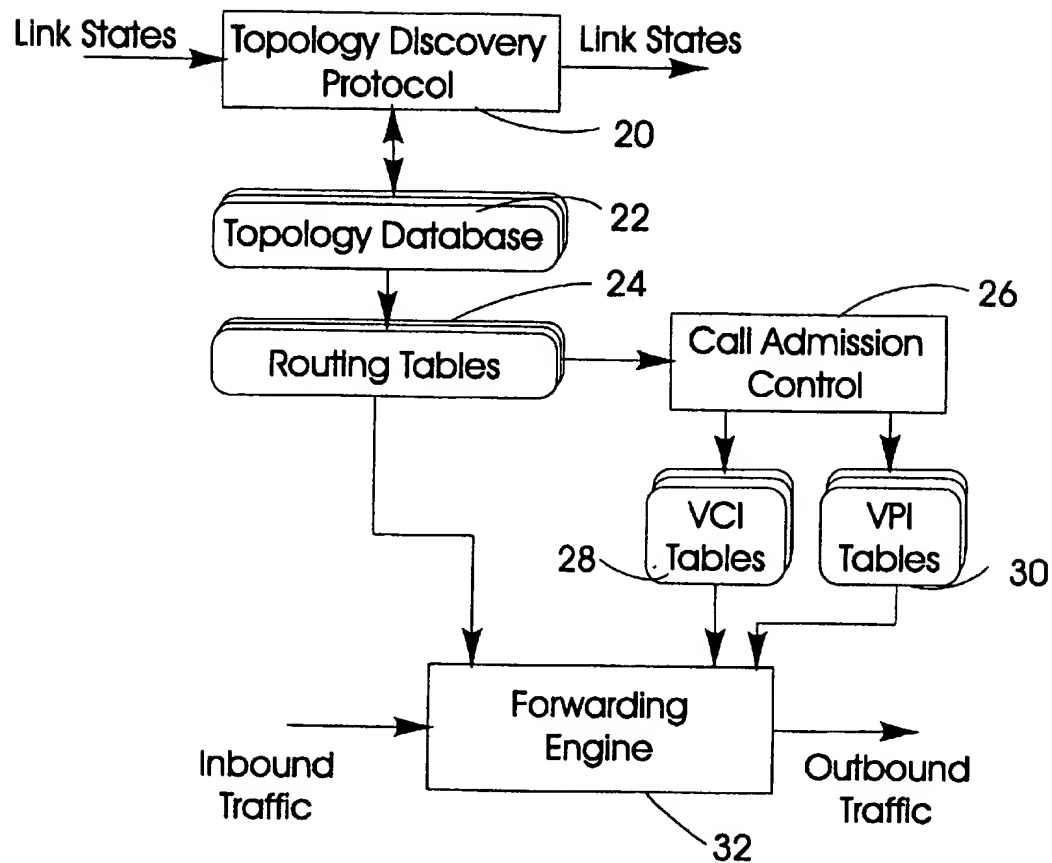 Link States
Topology Discovery
Protocol
Link States
20
Topology Database
22
24
Routing Tables
26
Call Admission
Control
VCI
Tables
28
VPI
Tables
30
Forwarding
Engine
Inbound
Traffic
Outbound
Traffic
32